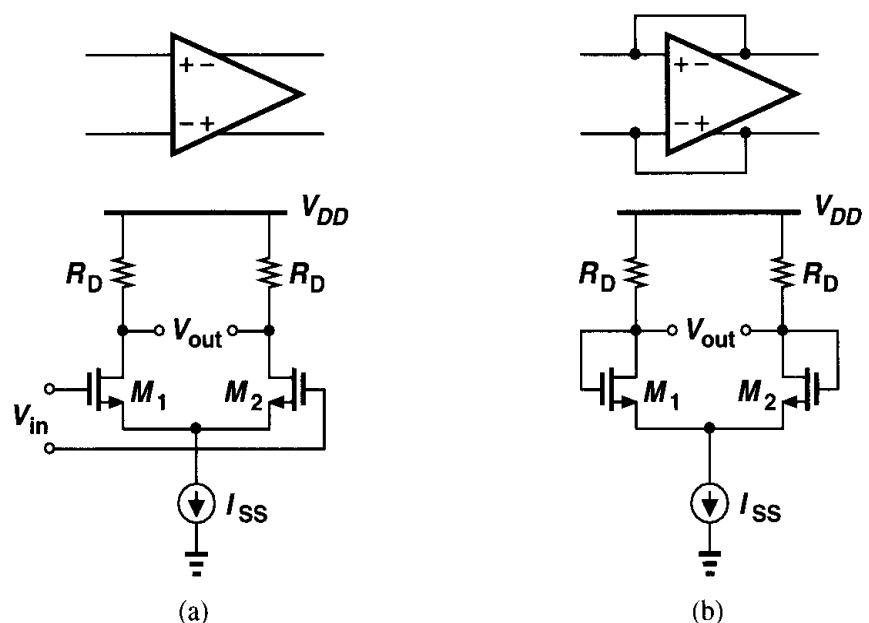 + −
− +
+ −
− +
V_DD
V_DD
R_D R_D
R_D R_D
V_out
V_out
V_in
M_1 M_2
M_1 M_2
I_SS
I_SS
(a)
(b)